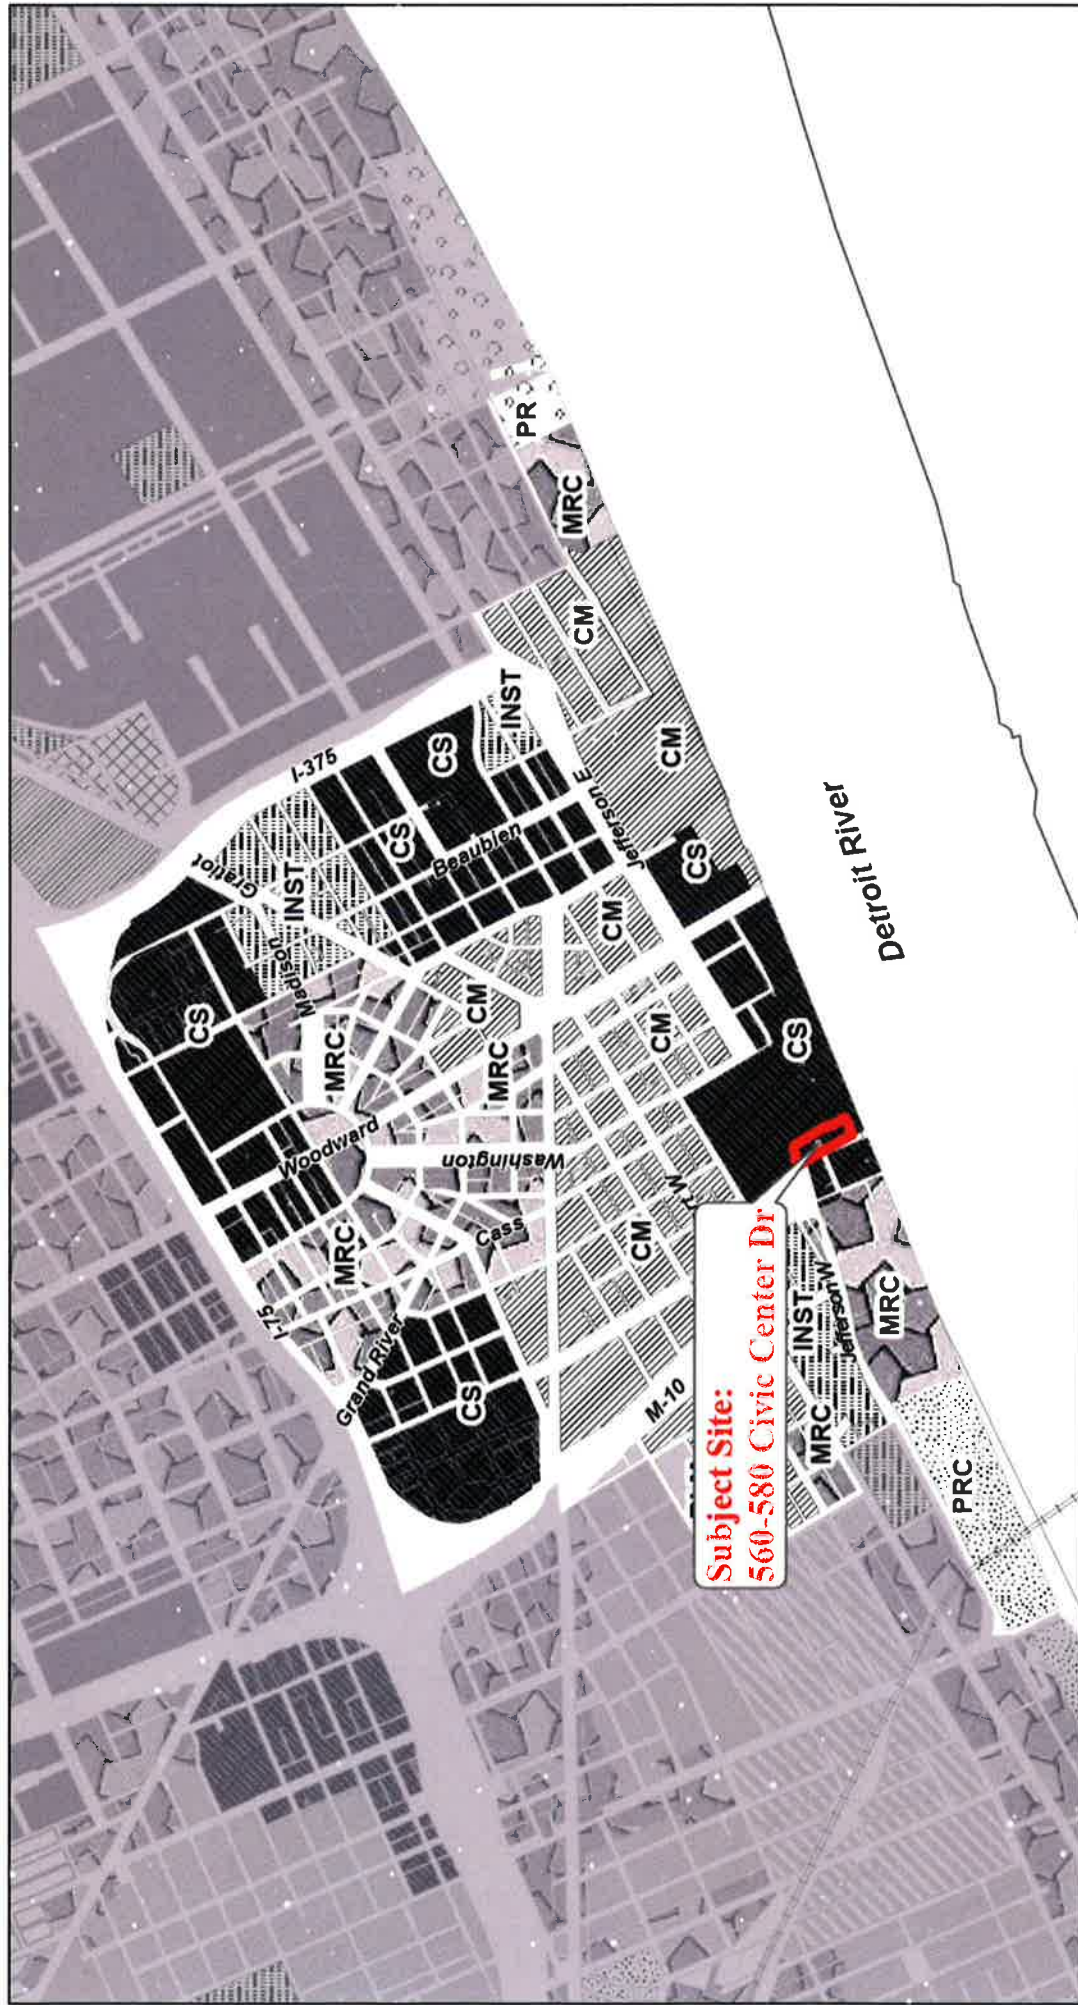 I-75
Grand River
Woodward
Madison
Gratiot
I-375
CS
CS
MRC
MRC
INST
CS
CS
Cass
Washington
MRC
CM
Beaubien
INST
M-10
CM
CM
CM
Jefferson E
CM
CM
MRC
PR
Subject Site:
560-580 Civic Center Dr
MRC
INST
Jefferson W
CS
CS
PRC
MRC
Detroit River